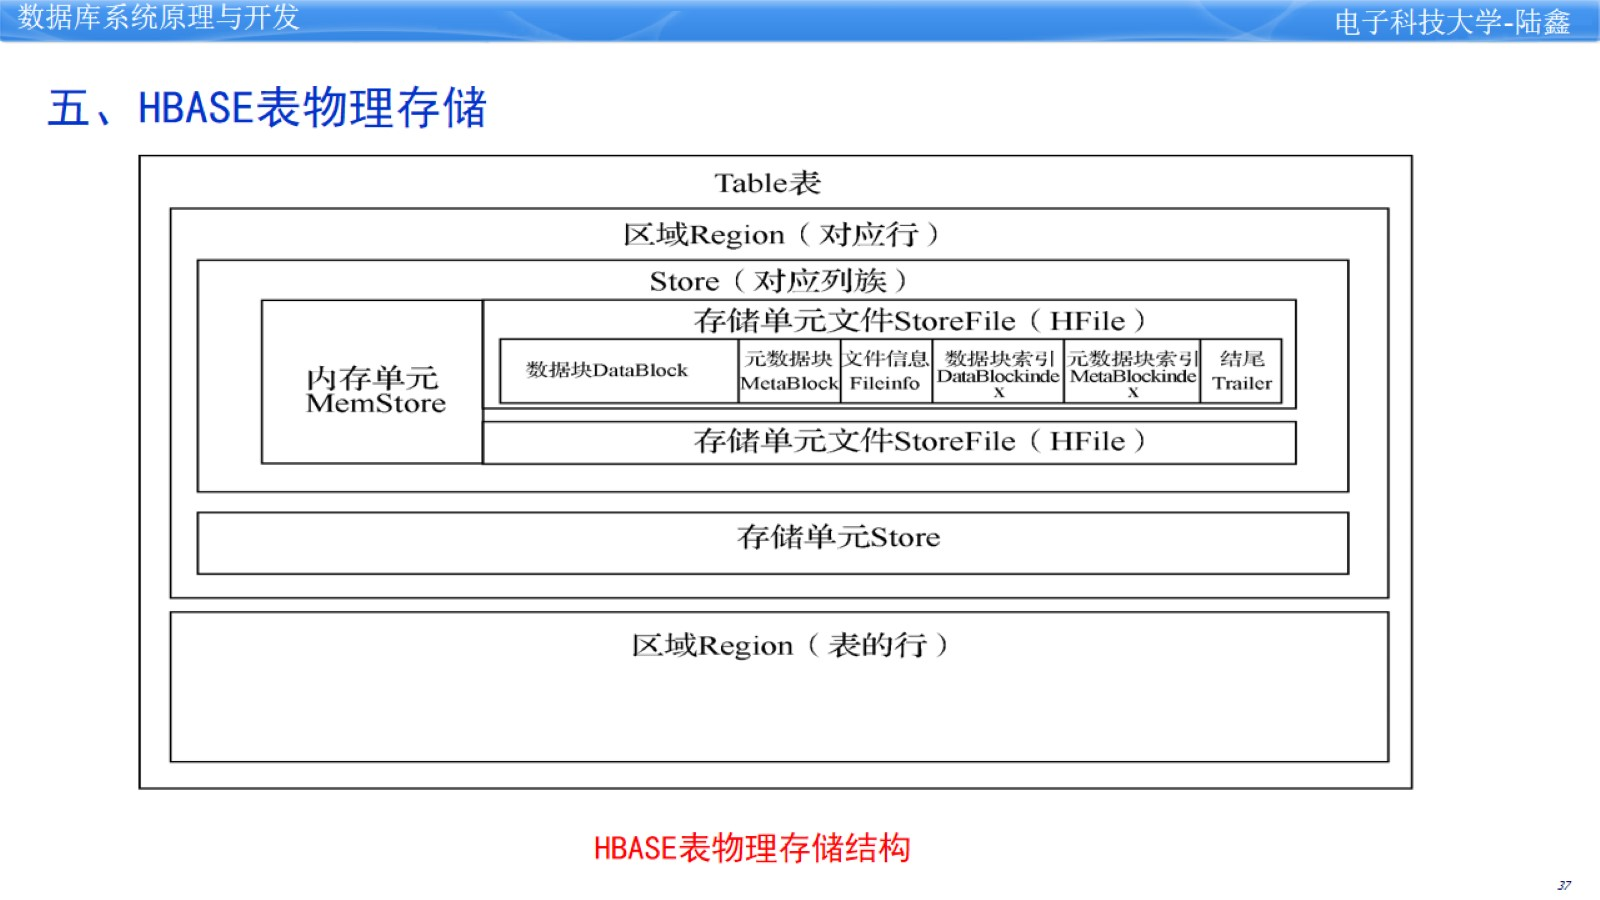 数据库系统原理与开发
电子科技大学-陆鑫
五、HBASE表物理存储
Table表
区域Region（对应行）
Store（对应列族）
存储单元文件StoreFile（HFile）
内存单元
MemStore
数据块DataBlock
元数据块
MetaBlock
文件信息
Fileinfo
数据块索引
DataBlockinde
x
元数据块索引
MetaBlockinde
x
结尾
Trailer
存储单元文件StoreFile（HFile）
存储单元Store
区域Region（表的行）
HBASE表物理存储结构
37